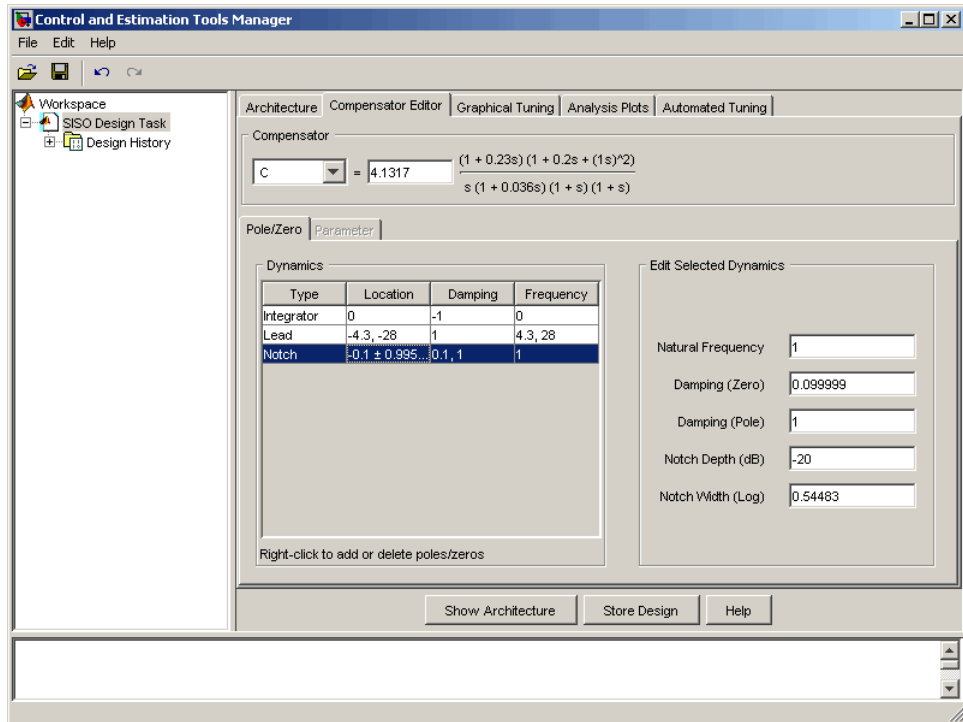 Control and Estimation Tools Manager
File Edit Help
Workspace
SISO Design Task
Design History
Architecture Compensator Editor Graphical Tuning Analysis Plots Automated Tuning
Compensator
C = 4.1317 (1 + 0.23s) (1 + 0.2s + (1s)^2)
s (1 + 0.036s) (1 + s) (1 + s)
Pole/Zero Parameter
Dynamics
Type Location Damping Frequency
Integrator 0 -1 0
Lead -4.3, -28 1 4.3, 28
Notch -0.1 ± 0.995... 0.1, 1 1
Right-click to add or delete poles/zeros
Edit Selected Dynamics
Natural Frequency 1
Damping (Zero) 0.099999
Damping (Pole) 1
Notch Depth (dB) -20
Notch Width (Log) 0.54483
Show Architecture Store Design Help